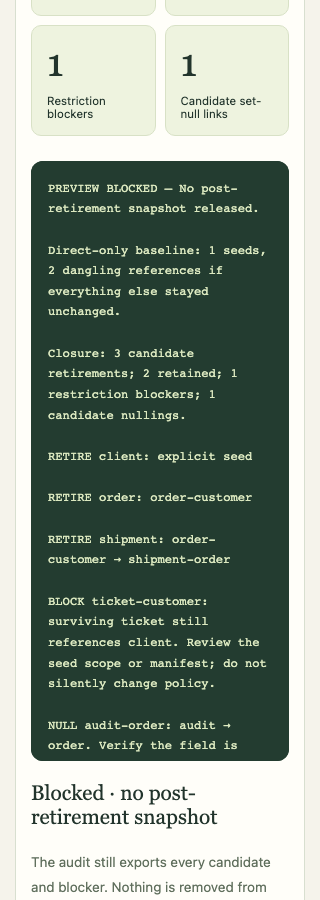 1
1
Restriction
blockers
Candidate set-
null links
PREVIEW BLOCKED — No post-
retirement snapshot released.
Direct-only baseline: 1 seeds,
2 dangling references if
everything else stayed
unchanged.
Closure: 3 candidate
retirements; 2 retained; 1
restriction blockers; 1
candidate nullings.
RETIRE client: explicit seed
RETIRE order: order-customer
RETIRE shipment: order-
customer → shipment-order
BLOCK ticket-customer:
surviving ticket still
references client. Review the
seed scope or manifest; do not
silently change policy.
NULL audit-order: audit →
order. Verify the field is
Blocked · no post-
retirement snapshot
The audit still exports every candidate
and blocker. Nothing is removed from